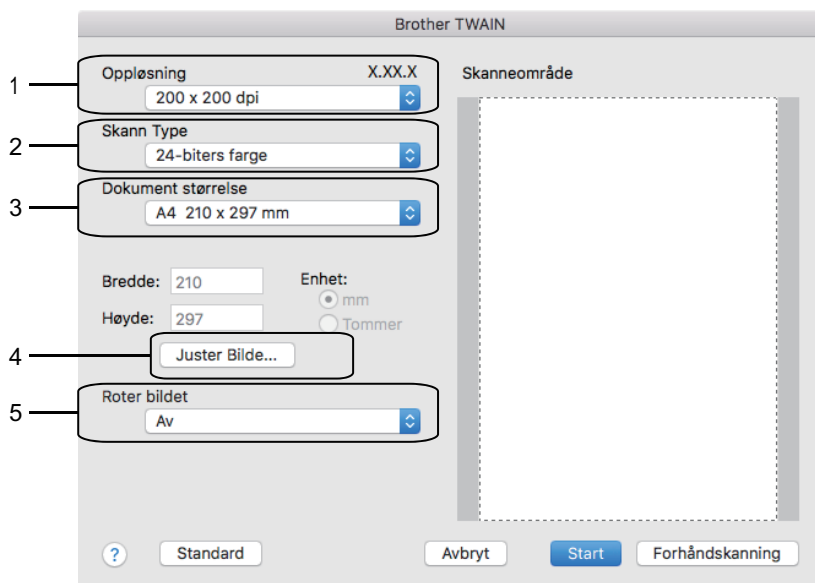 Brother TWAIN
1
Oppløsning X.XX.X
200 x 200 dpi
2
Skann Type
24-biters farge
3
Dokument størrelse
A4 210 x 297 mm
Bredde: 210
Høyde: 297
Enhet:
mm
Tommer
4
Juster Bilde...
5
Roter bildet
Av
Skanneområde
? Standard Avbryt Start Forhåndskanning